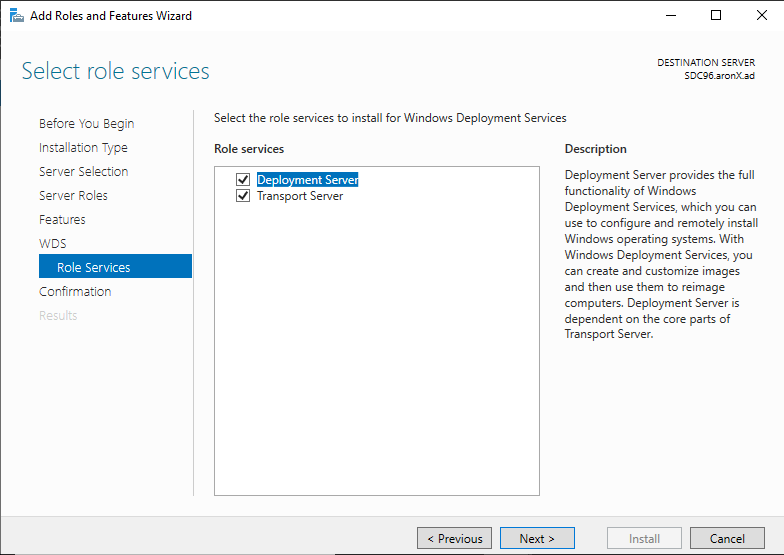 Add Roles and Features Wizard
Select role services
DESTINATION SERVER
SDC96.aronX.ad
Before You Begin
Installation Type
Server Selection
Server Roles
Features
WDS
Role Services
Confirmation
Results
Select the role services to install for Windows Deployment Services
Role services
Deployment Server
Transport Server
Description
Deployment Server provides the full
functionality of Windows
Deployment Services, which you can
use to configure and remotely install
Windows operating systems. With
Windows Deployment Services, you
can create and customize images
and then use them to reimage
computers. Deployment Server is
dependent on the core parts of
Transport Server.
< Previous
Next >
Install
Cancel